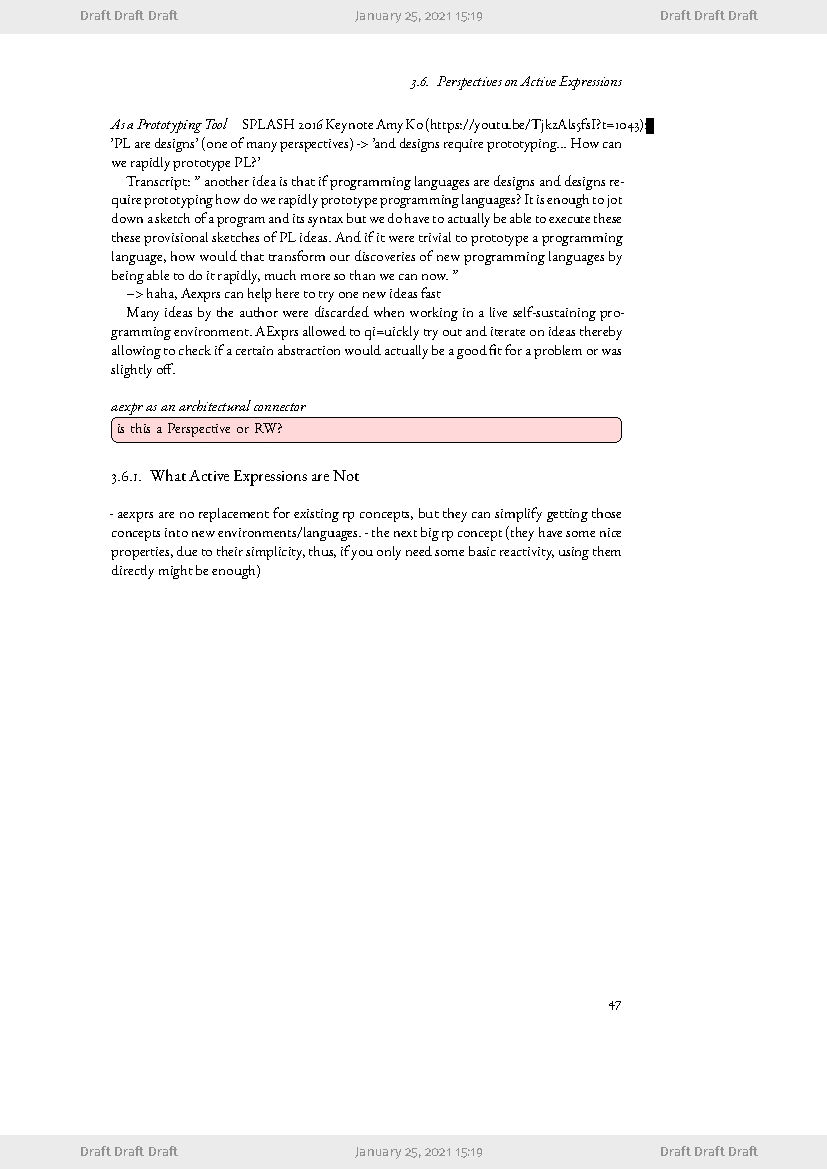 Draft Draft Draft January 25, 2021 15:19 Draft Draft Draft
3.6. Perspectives on Active Expressions
As a Prototyping Tool SPLASH 2016 Keynote Amy Ko (https://youtu.be/TjkzAls5fsI?t=1043):
'PL are designs' (one of many perspectives) -> 'and designs require prototyping... How can
we rapidly prototype PL?'
Transcript: ” another idea is that if programming languages are designs and designs re-
quire prototyping how do we rapidly prototype programming languages? It is enough to jot
down a sketch of a program and its syntax but we do have to actually be able to execute these
these provisional sketches of PL ideas. And if it were trivial to prototype a programming
language, how would that transform our discoveries of new programming languages by
being able to do it rapidly, much more so than we can now. ”
–> haha, Aexprs can help here to try one new ideas fast
Many ideas by the author were discarded when working in a live self-sustaining pro-
gramming environment. AExprs allowed to qi=uickly try out and iterate on ideas thereby
allowing to check if a certain abstraction would actually be a good fit for a problem or was
slightly off.
aexpr as an architectural connector
is this a Perspective or RW?
3.6.1. What Active Expressions are Not
- aexprs are no replacement for existing rp concepts, but they can simplify getting those
concepts into new environments/languages. - the next big rp concept (they have some nice
properties, due to their simplicity, thus, if you only need some basic reactivity, using them
directly might be enough)
47
Draft Draft Draft January 25, 2021 15:19 Draft Draft Draft